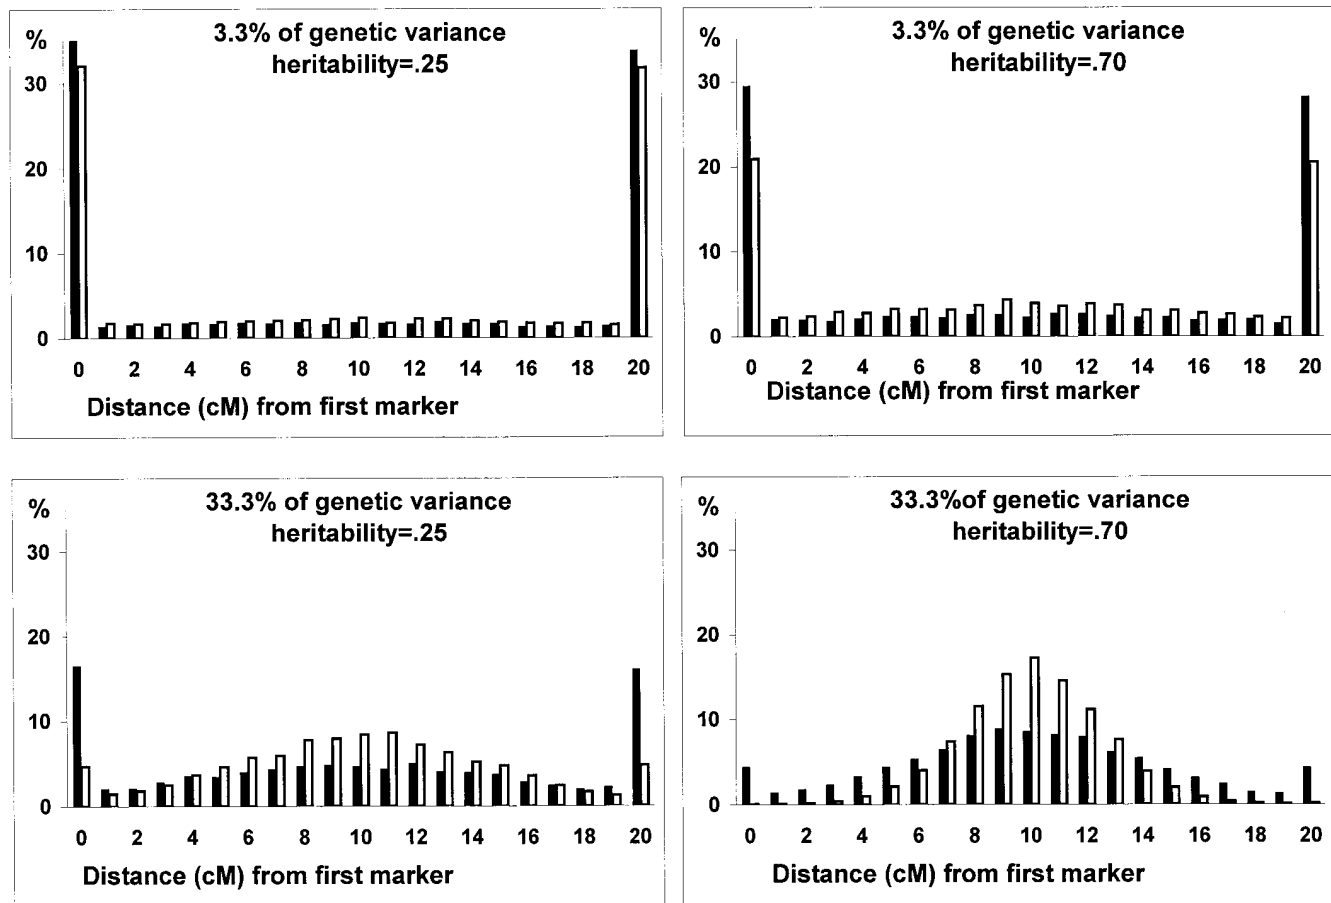 3.3% of genetic variance
heritability=.25
%
30
20
10
0
0 2 4 6 8 10 12 14 16 18 20
Distance (cM) from first marker
3.3% of genetic variance
heritability=.70
%
30
20
10
0
0 2 4 6 8 10 12 14 16 18 20
Distance (cM) from first marker
33.3% of genetic variance
heritability=.25
%
30
20
10
0
0 2 4 6 8 10 12 14 16 18 20
Distance (cM) from first marker
33.3%of genetic variance
heritability=.70
%
30
20
10
0
0 2 4 6 8 10 12 14 16 18 20
Distance (cM) from first marker